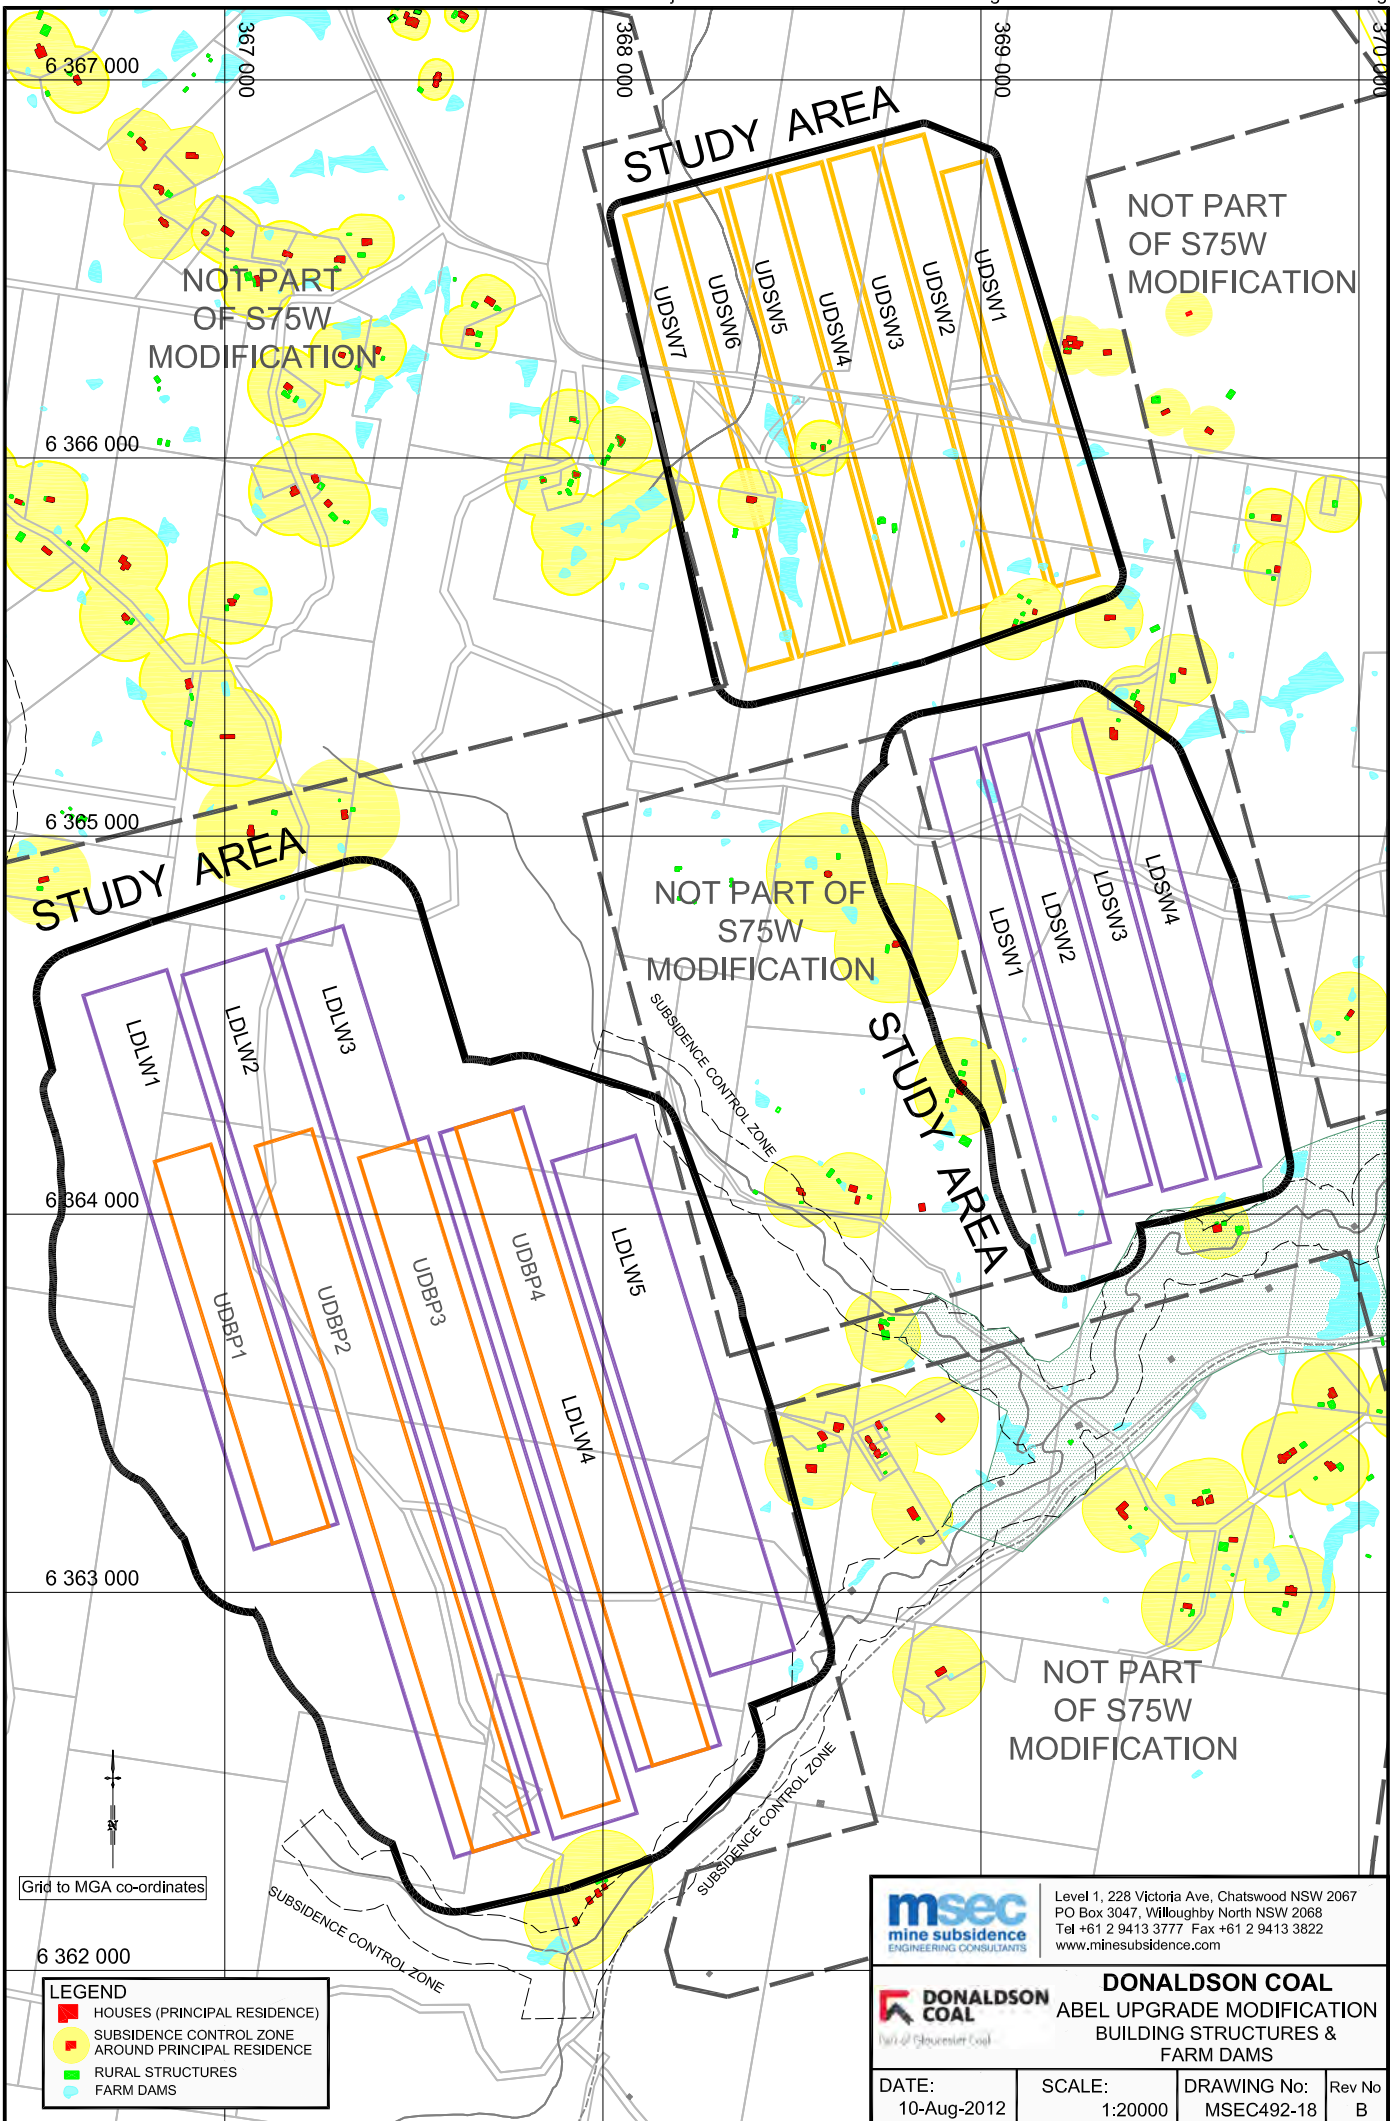 367 000
368 000
369 000
370 000
6 367 000
STUDY AREA
NOT PART
OF S75W
MODIFICATION
NOT PART
OF S75W
MODIFICATION
UDSW7
UDSW6
UDSW5
UDSW4
UDSW3
UDSW2
UDSW1
6 366 000
6 365 000
STUDY AREA
NOT PART OF
S75W
MODIFICATION
LDSW1
LDSW2
LDSW3
LDSW4
LDLW1
LDLW2
LDLW3
SUBSIDENCE CONTROL ZONE
STUDY AREA
6 364 000
UDBP1
UDBP2
UDBP3
UDBP4
LDLW5
LDLW4
6 363 000
NOT PART
OF S75W
MODIFICATION
SUBSIDENCE CONTROL ZONE
SUBSIDENCE CONTROL ZONE
N
Grid to MGA co-ordinates
6 362 000
LEGEND
HOUSES (PRINCIPAL RESIDENCE)
SUBSIDENCE CONTROL ZONE
AROUND PRINCIPAL RESIDENCE
RURAL STRUCTURES
FARM DAMS
msec
mine subsidence
ENGINEERING CONSULTANTS
Level 1, 228 Victoria Ave, Chatswood NSW 2067
PO Box 3047, Willoughby North NSW 2068
Tel +61 2 9413 3777 Fax +61 2 9413 3822
www.minesubsidence.com
DONALDSON
COAL
Part of Gloucester Coal
DONALDSON COAL
ABEL UPGRADE MODIFICATION
BUILDING STRUCTURES &
FARM DAMS
DATE:
10-Aug-2012
SCALE:
1:20000
DRAWING No:
MSEC492-18
Rev No
B